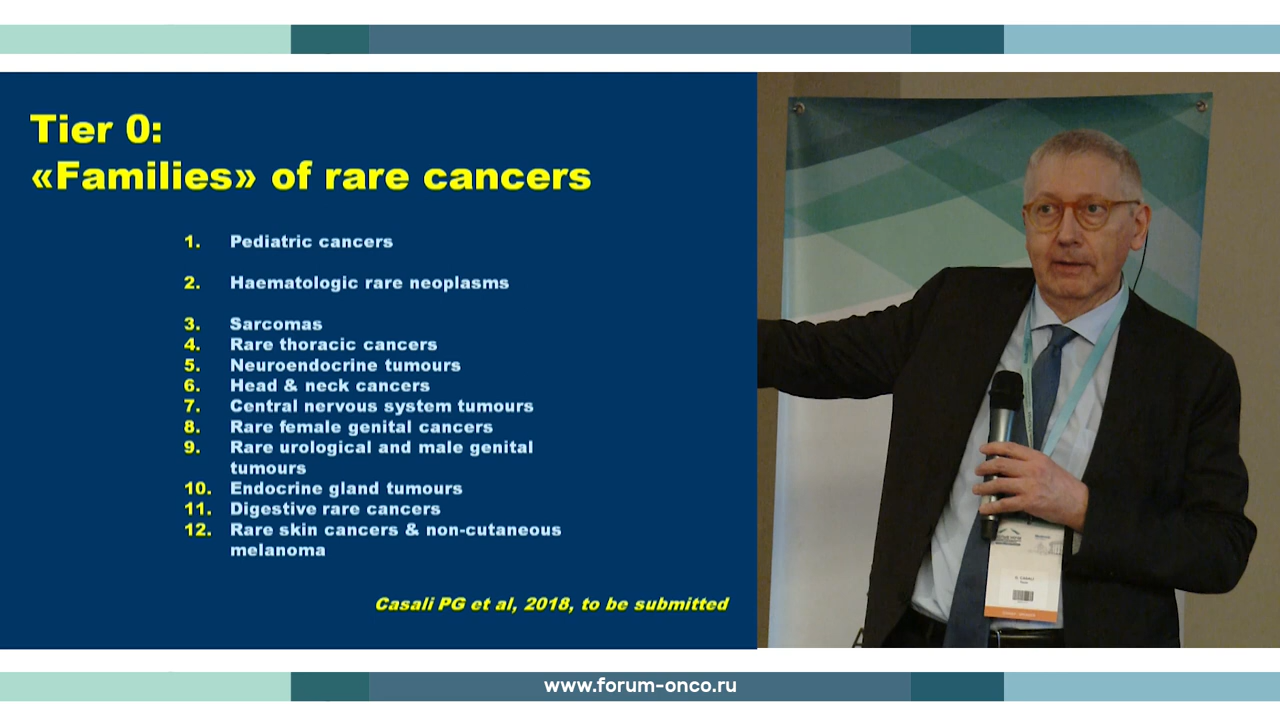 Tier 0:
«Families» of rare cancers
1. Pediatric cancers
2. Haematologic rare neoplasms
3. Sarcomas
4. Rare thoracic cancers
5. Neuroendocrine tumours
6. Head & neck cancers
7. Central nervous system tumours
8. Rare female genital cancers
9. Rare urological and male genital
tumours
10. Endocrine gland tumours
11. Digestive rare cancers
12. Rare skin cancers & non-cutaneous
melanoma
Casali PG et al, 2018, to be submitted
www.forum-onco.ru